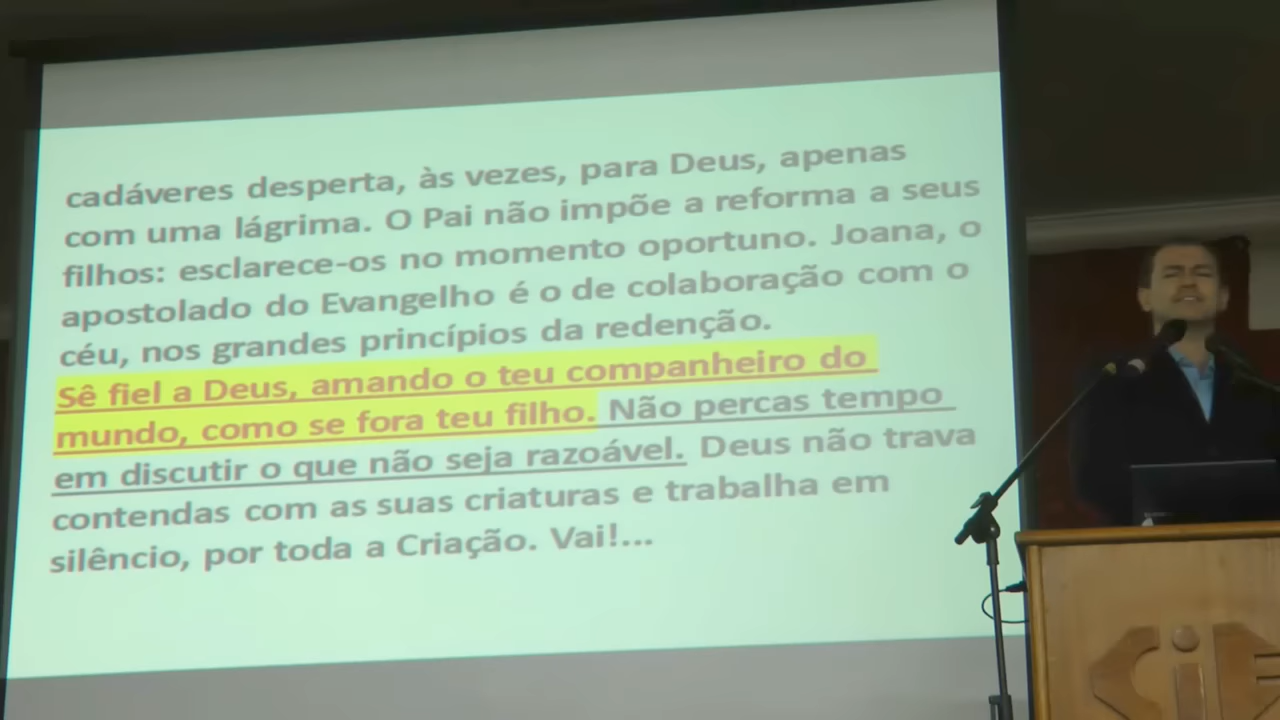 cadáveres desperta, às vezes, para Deus, apenas
com uma lágrima. O Pai não impõe a reforma a seus
filhos: esclarece-os no momento oportuno. Joana, o
apostolado do Evangelho é o de colaboração com o
céu, nos grandes princípios da redenção.
Sê fiel a Deus, amando o teu companheiro do
mundo, como se fora teu filho. Não percas tempo
em discutir o que não seja razoável. Deus não trava
contendas com as suas criaturas e trabalha em
silêncio, por toda a Criação. Vai!...